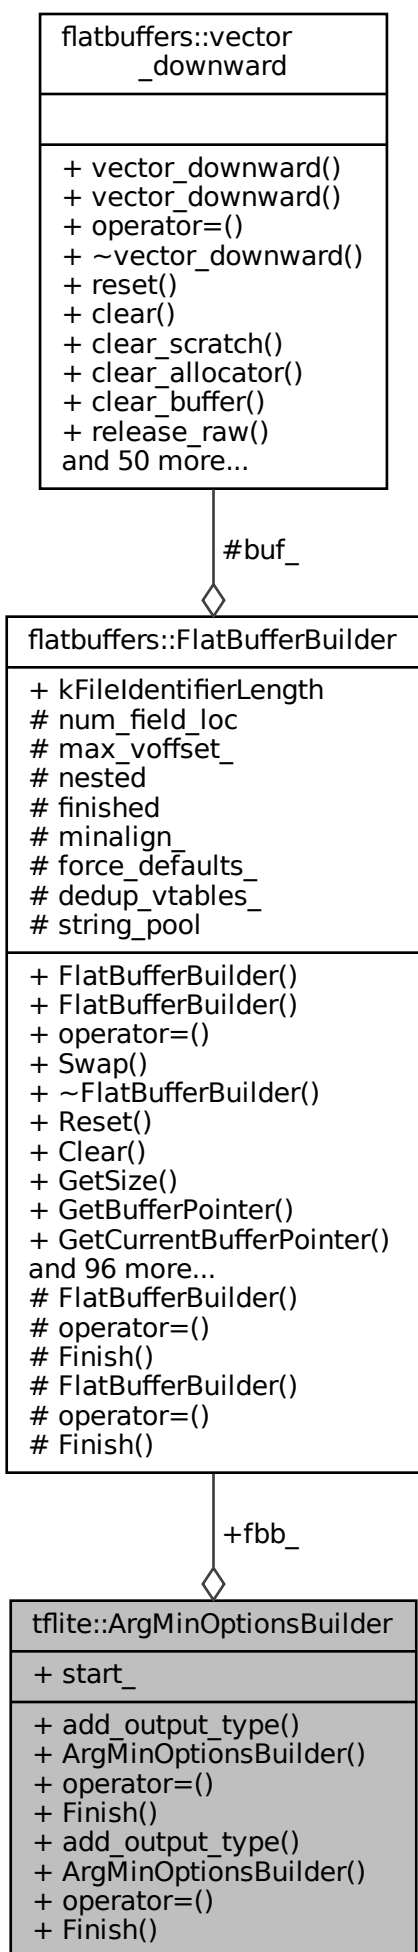 flatbuffers::vector
_downward
+ vector_downward()
+ vector_downward()
+ operator=()
+ ~vector_downward()
+ reset()
+ clear()
+ clear_scratch()
+ clear_allocator()
+ clear_buffer()
+ release_raw()
and 50 more...
#buf_
flatbuffers::FlatBufferBuilder
+ kFileIdentifierLength
# num_field_loc
# max_voffset_
# nested
# finished
# minalign_
# force_defaults_
# dedup_vtables_
# string_pool
+ FlatBufferBuilder()
+ FlatBufferBuilder()
+ operator=()
+ Swap()
+ ~FlatBufferBuilder()
+ Reset()
+ Clear()
+ GetSize()
+ GetBufferPointer()
+ GetCurrentBufferPointer()
and 96 more...
# FlatBufferBuilder()
# operator=()
# Finish()
# FlatBufferBuilder()
# operator=()
# Finish()
+fbb_
tflite::ArgMinOptionsBuilder
+ start_
+ add_output_type()
+ ArgMinOptionsBuilder()
+ operator=()
+ Finish()
+ add_output_type()
+ ArgMinOptionsBuilder()
+ operator=()
+ Finish()